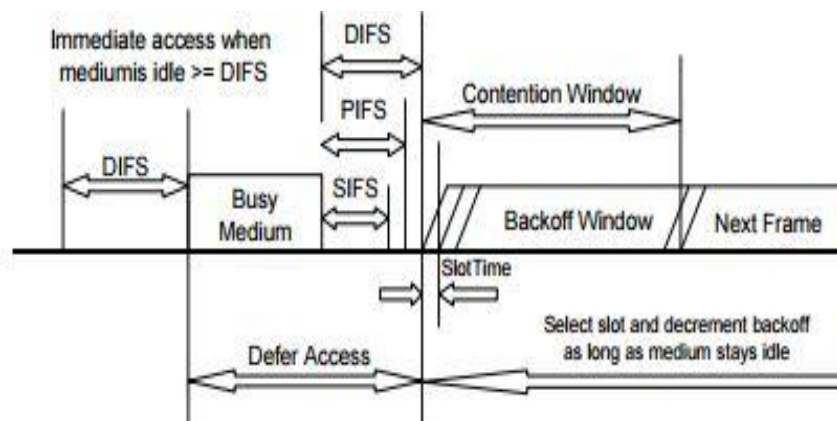 Immediate access when
mediumis idle >= DIFS
DIFS
DIFS
PIFS
SIFS
Contention Window
Busy
Medium
Backoff Window
Next Frame
SlotTime
Defer Access
Select slot and decrement backoff
as long as medium stays idle